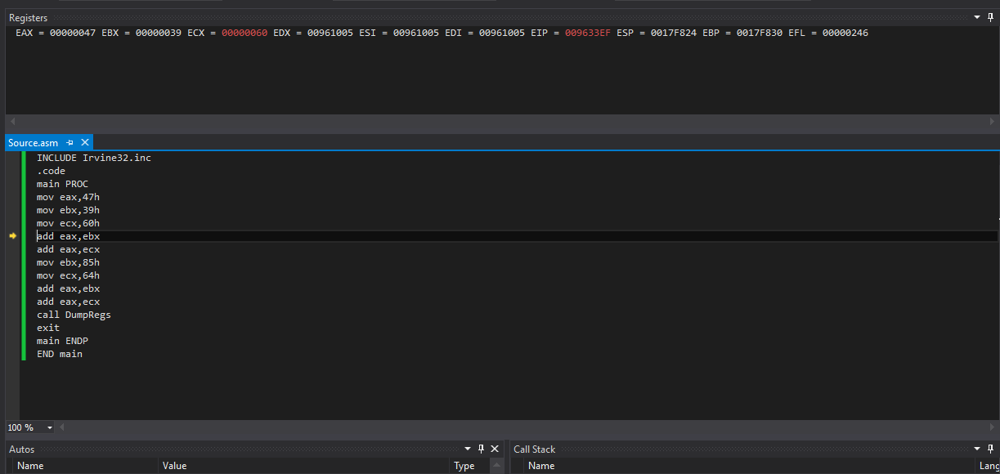 Registers
EAX = 00000047 EBX = 00000039 ECX = 00000060 EDX = 00961005 ESI = 00961005 EDI = 00961005 EIP = 009633EF ESP = 0017F824 EBP = 0017F830 EFL = 00000246
Source.asm
INCLUDE Irvine32.inc
.code
main PROC
mov eax,47h
mov ebx,39h
mov ecx,60h
add eax,ebx
add eax,ecx
mov ebx,85h
mov ecx,64h
add eax,ebx
add eax,ecx
call DumpRegs
exit
main ENDP
END main
100 %
Autos
Call Stack
Name Value Type
Name Lang